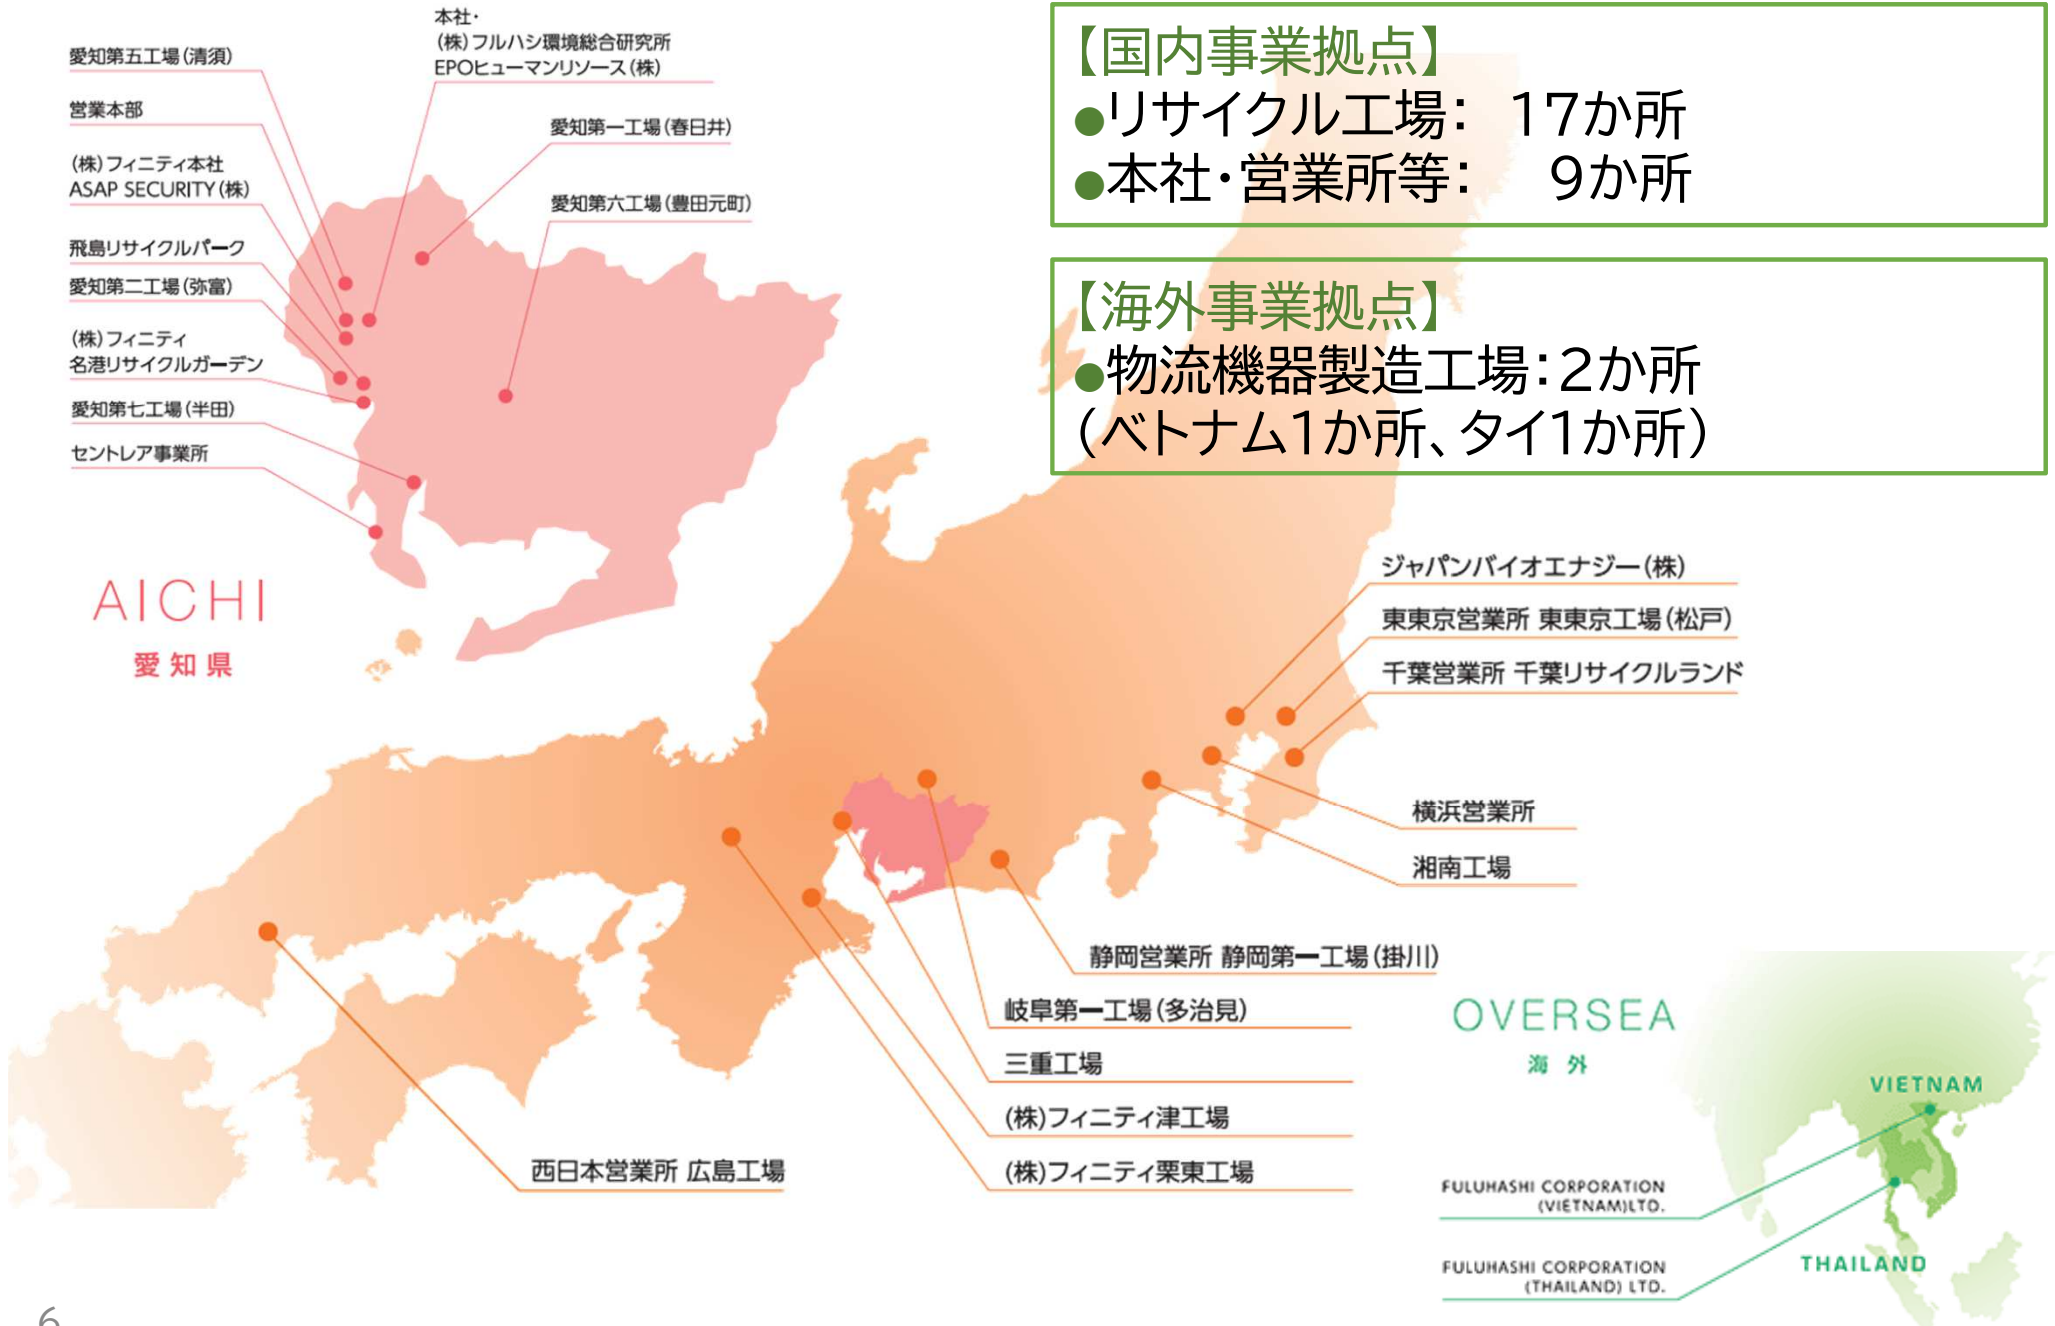 本社・
(株)フルハシ環境総合研究所
EPOヒューマンリソース(株)
愛知第五工場(清須)
営業本部
(株)フィニティ本社
ASAP SECURITY(株)
飛島リサイクルパーク
愛知第二工場(弥富)
(株)フィニティ
名港リサイクルガーデン
愛知第七工場(半田)
セントレア事業所
愛知第一工場(春日井)
愛知第六工場(豊田元町)
AICHI
愛知県
【国内事業拠点】
●リサイクル工場: 17か所
●本社・営業所等: 9か所
【海外事業拠点】
●物流機器製造工場:2か所
(ベトナム1か所、タイ1か所)
ジャパンバイオエナジー(株)
東東京営業所 東東京工場(松戸)
千葉営業所 千葉リサイクルランド
横浜営業所
湘南工場
静岡営業所 静岡第一工場(掛川)
岐阜第一工場(多治見)
三重工場
(株)フィニティ津工場
(株)フィニティ栗東工場
西日本営業所 広島工場
OVERSEA
海外
VIETNAM
FULUHASHI CORPORATION
(VIETNAM)LTD.
THAILAND
FULUHASHI CORPORATION
(THAILAND) LTD.
6